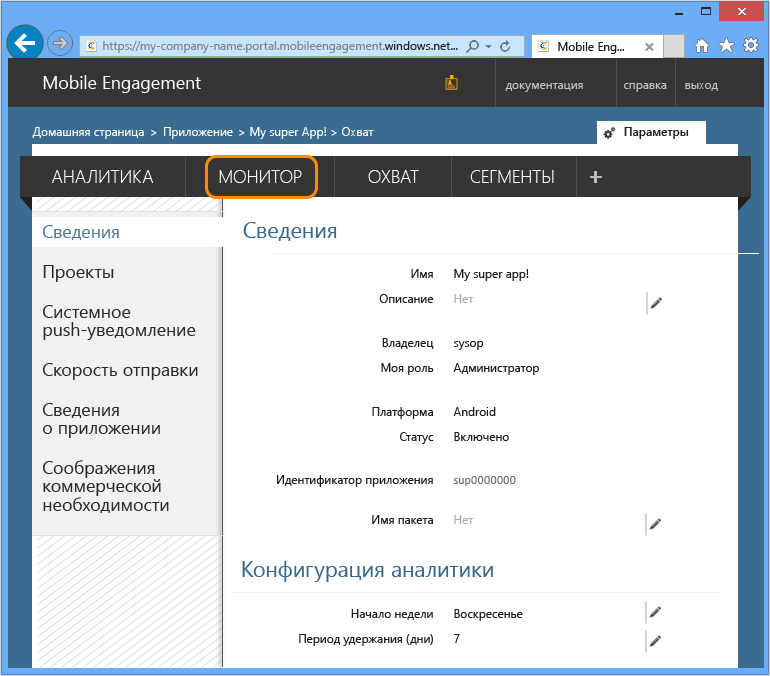 https://my-company-name.portal.mobileengagement.windows.net...
Mobile Eng...
Mobile Engagement
документация
справка
выход
Домашняя страница > Приложение > My super App! > Охват
Параметры
АНАЛИТИКА
МОНИТОР
ОХВАТ
СЕГМЕНТЫ
+
Сведения
Проекты
Системное
push-уведомление
Скорость отправки
Сведения
о приложении
Соображения
коммерческой
необходимости
Сведения
Имя My super app!
Описание Нет
Владелец sysop
Моя роль Администратор
Платформа Android
Статус Включено
Идентификатор приложения sup0000000
Имя пакета Нет
Конфигурация аналитики
Начало недели Воскресенье
Период удержания (дни) 7